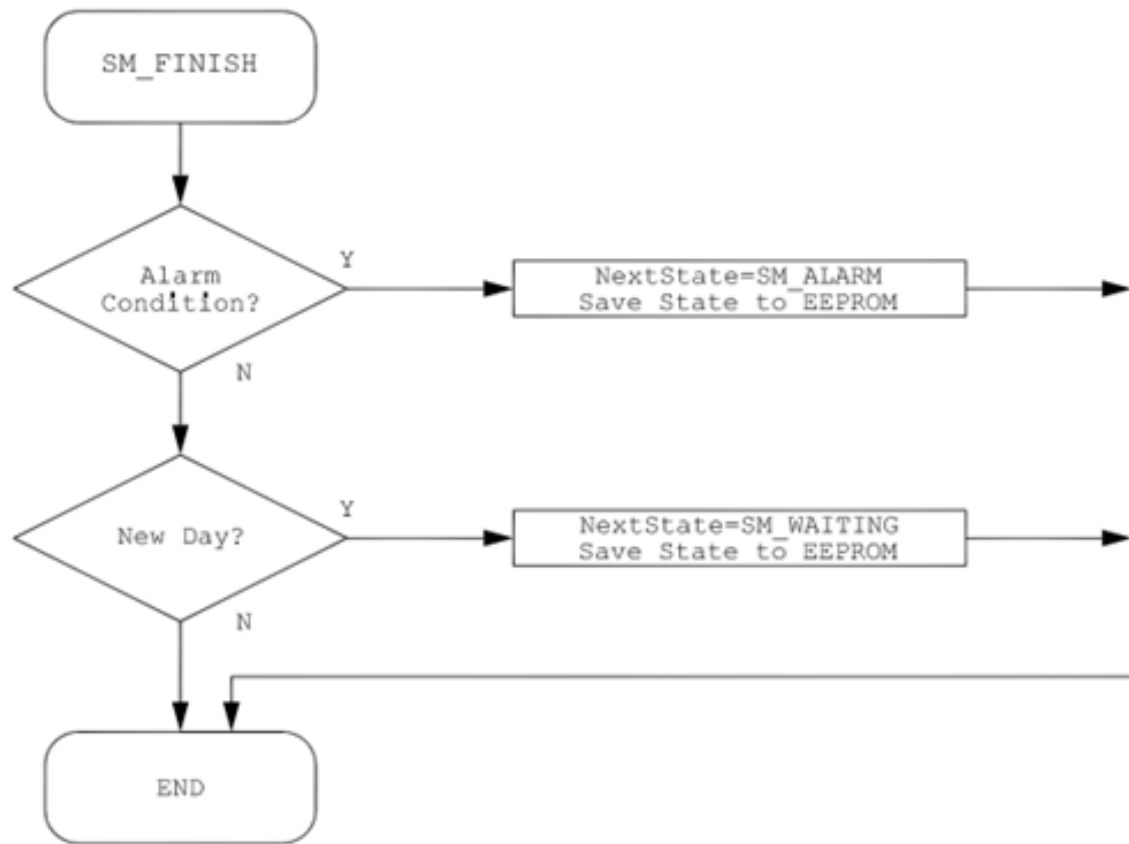 SM_FINISH
Alarm
Condition?
Y
NextState=SM_ALARM
Save State to EEPROM
N
New Day?
Y
NextState=SM_WAITING
Save State to EEPROM
N
END